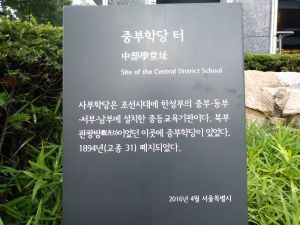 중부학당 터
中部學堂址
Site of the Central District School
사부학당은 조선시대에 한성부의 중부·동부
·서부·남부에 설치한 중등교육기관이다. 북부
관광방(觀光坊)이었던 이곳에 중부학당이 있었다.
1894년(고종 31) 폐지되었다.
2016년 4월 서울특별시